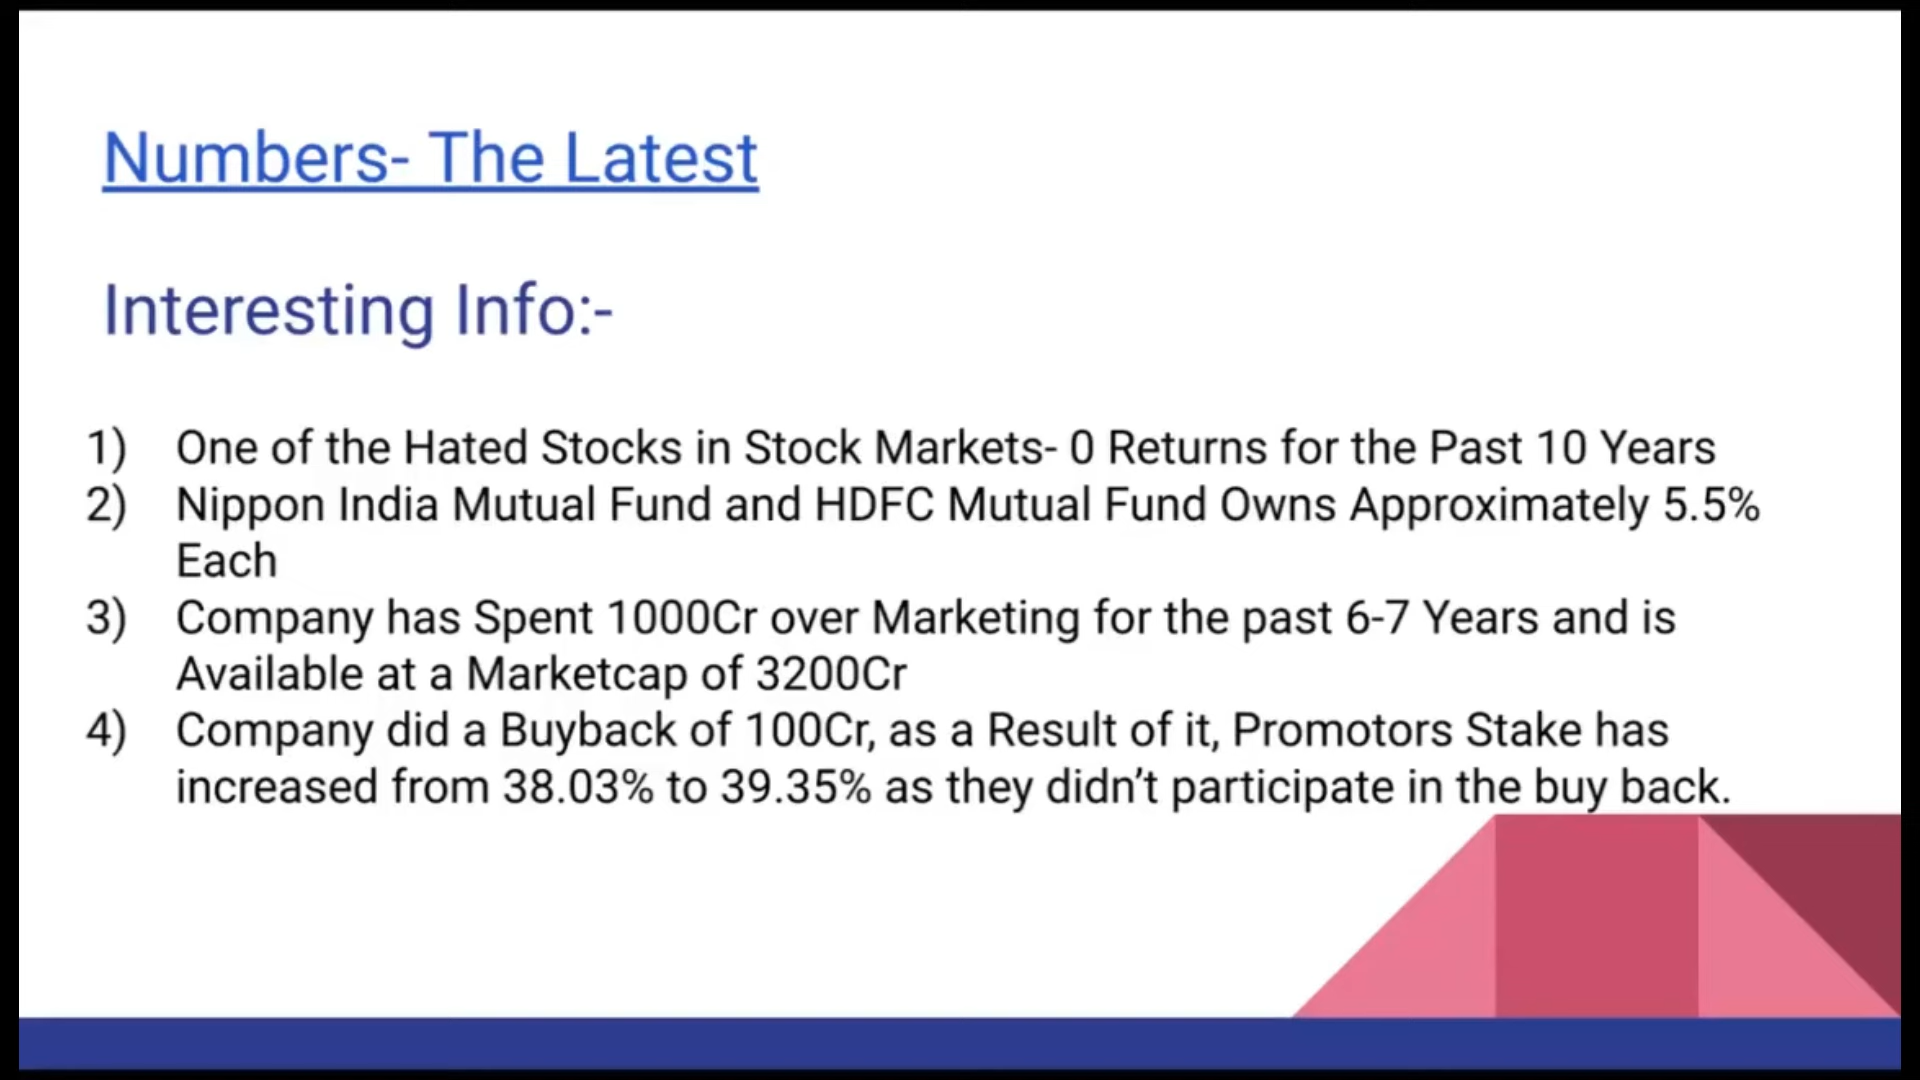 Numbers- The Latest
Interesting Info:-
1) One of the Hated Stocks in Stock Markets- 0 Returns for the Past 10 Years
2) Nippon India Mutual Fund and HDFC Mutual Fund Owns Approximately 5.5%
Each
3) Company has Spent 1000Cr over Marketing for the past 6-7 Years and is
Available at a Marketcap of 3200Cr
4) Company did a Buyback of 100Cr, as a Result of it, Promotors Stake has
increased from 38.03% to 39.35% as they didn’t participate in the buy back.